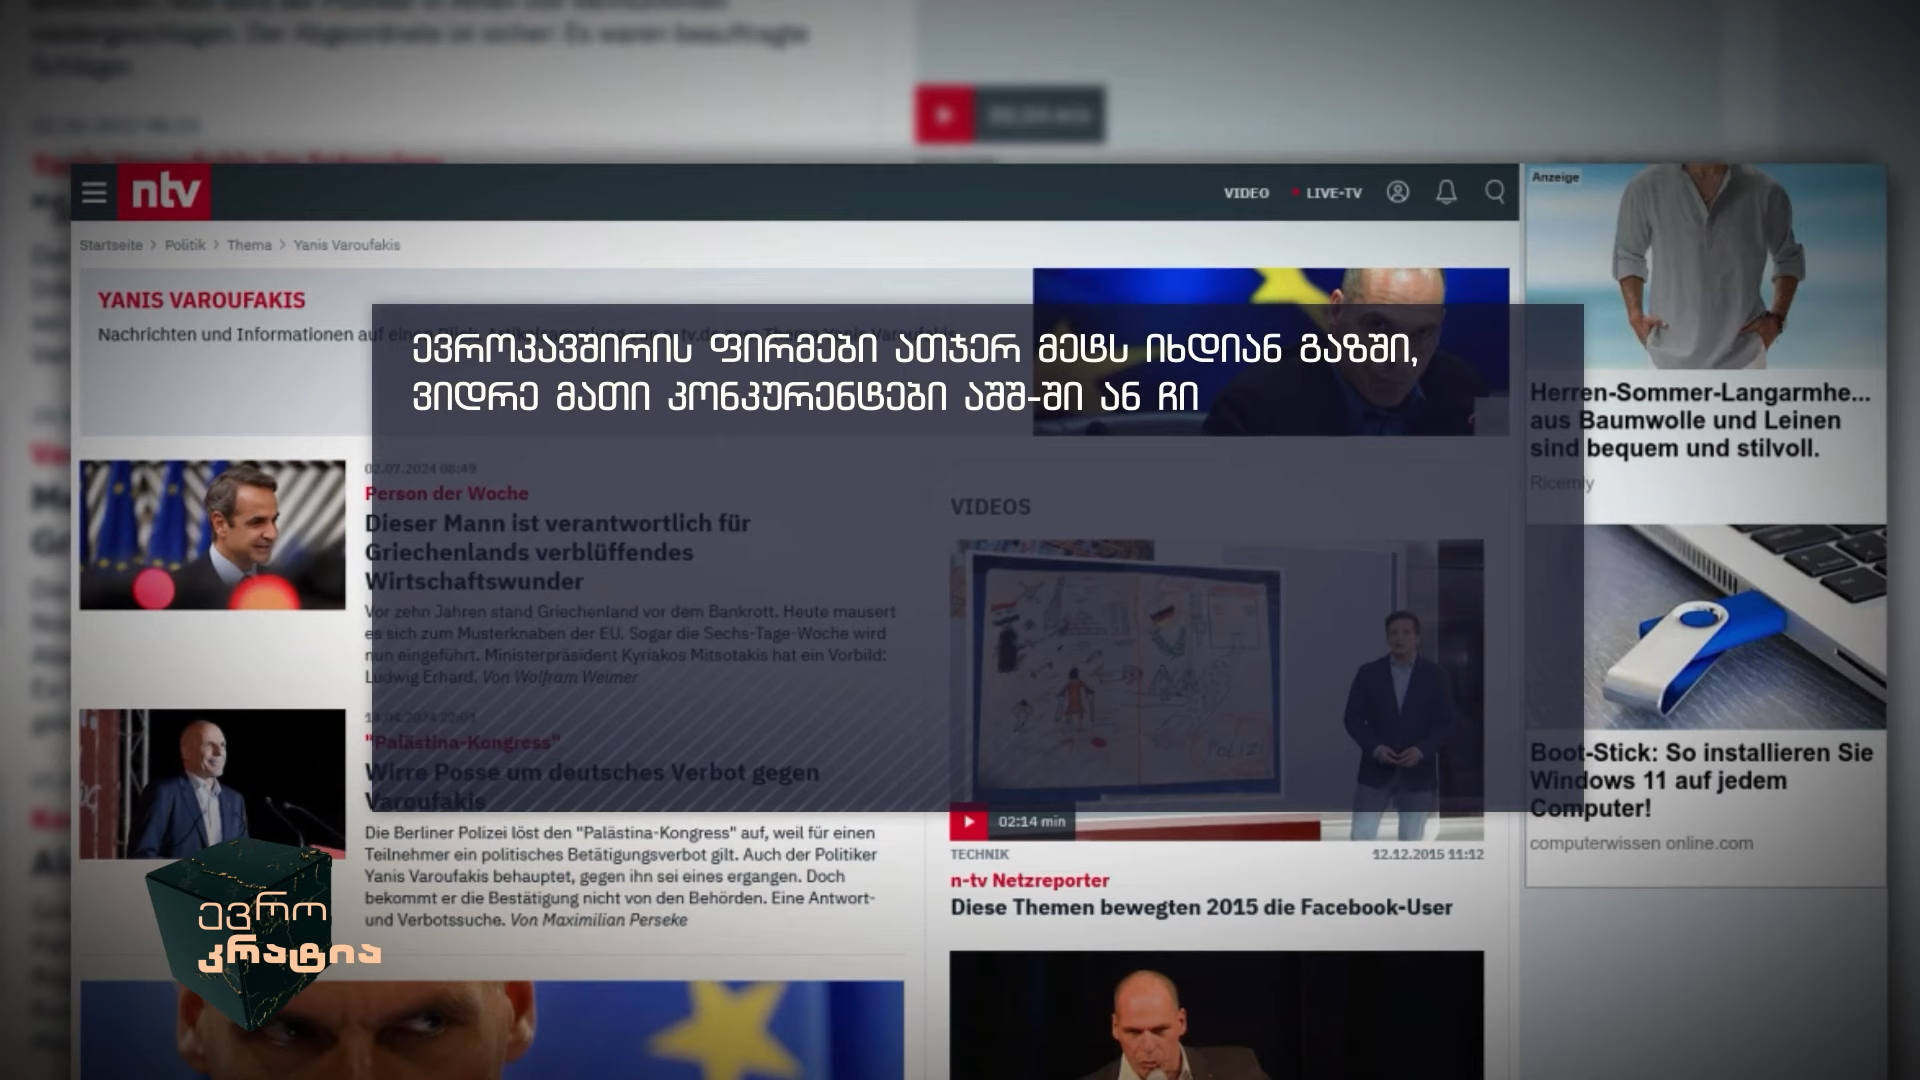 ntv
VIDEO
LIVE-TV
Startseite > Politik > Thema > Yanis Varoufakis
YANIS VAROUFAKIS
Nachrichten und Informationen auf einen Blick.
ევროკავშირის ფირმები ათჯერ მეტს იხდიან გაზში,
ვიდრე მათი კონკურენტები აშშ-ში ან ჩი
02.07.2024 08:49
Person der Woche
Dieser Mann ist verantwortlich für
Griechenlands verblüffendes
Wirtschaftswunder
Vor zehn Jahren stand Griechenland vor dem Bankrott. Heute mausert
es sich zum Musterknaben der EU. Sogar die Sechs-Tage-Woche wird
nun eingeführt. Ministerpräsident Kyriakos Mitsotakis hat ein Vorbild:
Ludwig Erhard. Von Wolfram Weimer
"Palästina-Kongress"
Wirre Posse um deutsches Verbot gegen
Varoufakis
Die Berliner Polizei löst den "Palästina-Kongress" auf, weil für einen
Teilnehmer ein politisches Betätigungsverbot gilt. Auch der Politiker
Yanis Varoufakis behauptet, gegen ihn sei eines ergangen. Doch
bekommt er die Bestätigung nicht von den Behörden. Eine Antwort-
und Verbotssuche. Von Maximilian Perseke
VIDEOS
POLIZI
02:14 min
TECHNIK
12.12.2015 11:12
n-tv Netzreporter
Diese Themen bewegten 2015 die Facebook-User
Anzeige
Herren-Sommer-Langarmhe...
aus Baumwolle und Leinen
sind bequem und stilvoll.
Ricemly
Boot-Stick: So installieren Sie
Windows 11 auf jedem
Computer!
computerwissen online.com
ევრო
კრატია